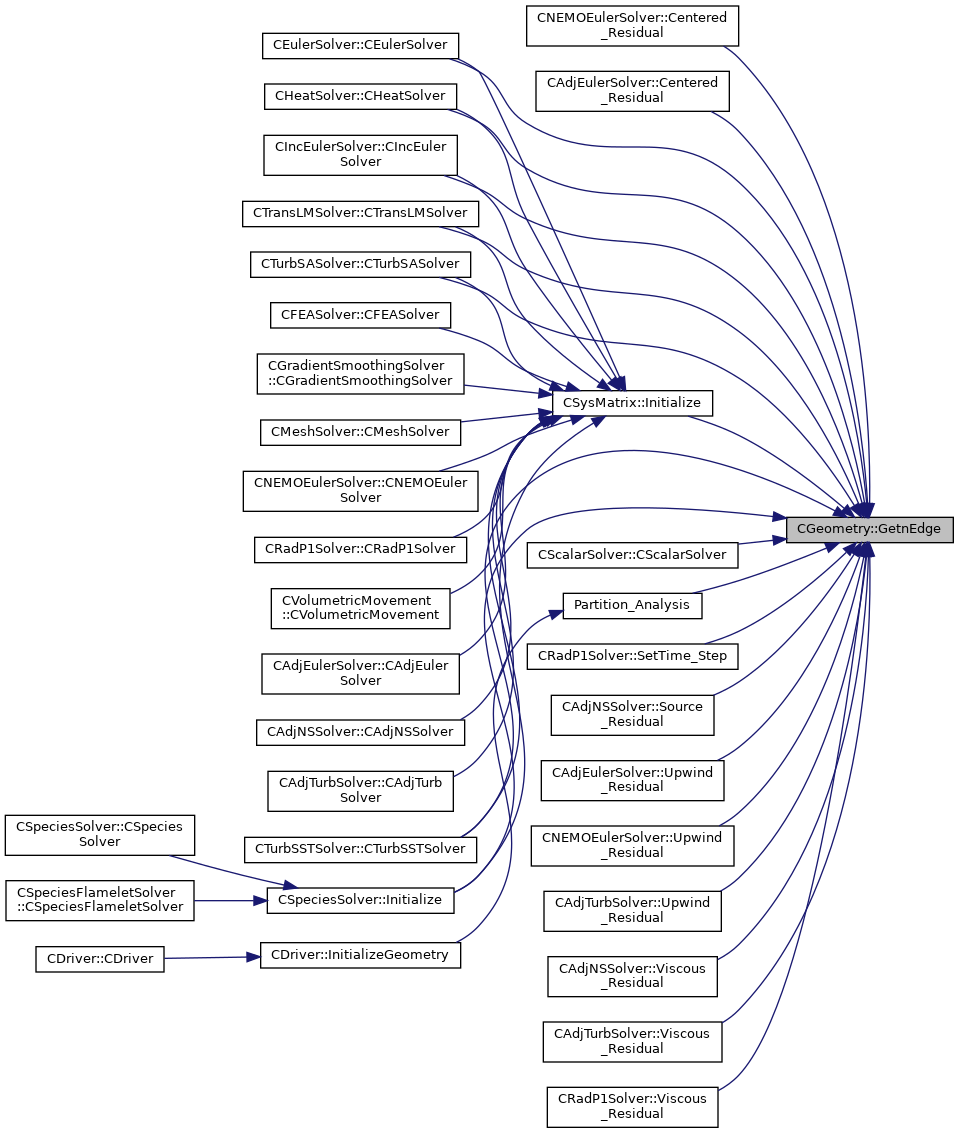 CNEMOEulerSolver::Centered
_Residual
CEulerSolver::CEulerSolver
CAdjEulerSolver::Centered
_Residual
CHeatSolver::CHeatSolver
CIncEulerSolver::CIncEuler
Solver
CTransLMSolver::CTransLMSolver
CTurbSASolver::CTurbSASolver
CFEASolver::CFEASolver
CGradientSmoothingSolver
::CGradientSmoothingSolver
CSysMatrix::Initialize
CMeshSolver::CMeshSolver
CNEMOEulerSolver::CNEMOEuler
Solver
CGeometry::GetnEdge
CRadP1Solver::CRadP1Solver
CScalarSolver::CScalarSolver
CVolumetricMovement
::CVolumetricMovement
Partition_Analysis
CRadP1Solver::SetTime_Step
CAdjEulerSolver::CAdjEuler
Solver
CAdjNSSolver::Source
_Residual
CAdjNSSolver::CAdjNSSolver
CAdjEulerSolver::Upwind
_Residual
CAdjTurbSolver::CAdjTurb
Solver
CSpeciesSolver::CSpecies
Solver
CTurbSSTSolver::CTurbSSTSolver
CNEMOEulerSolver::Upwind
_Residual
CSpeciesFlameletSolver
::CSpeciesFlameletSolver
CSpeciesSolver::Initialize
CAdjTurbSolver::Upwind
_Residual
CDriver::CDriver
CDriver::InitializeGeometry
CAdjNSSolver::Viscous
_Residual
CAdjTurbSolver::Viscous
_Residual
CRadP1Solver::Viscous
_Residual